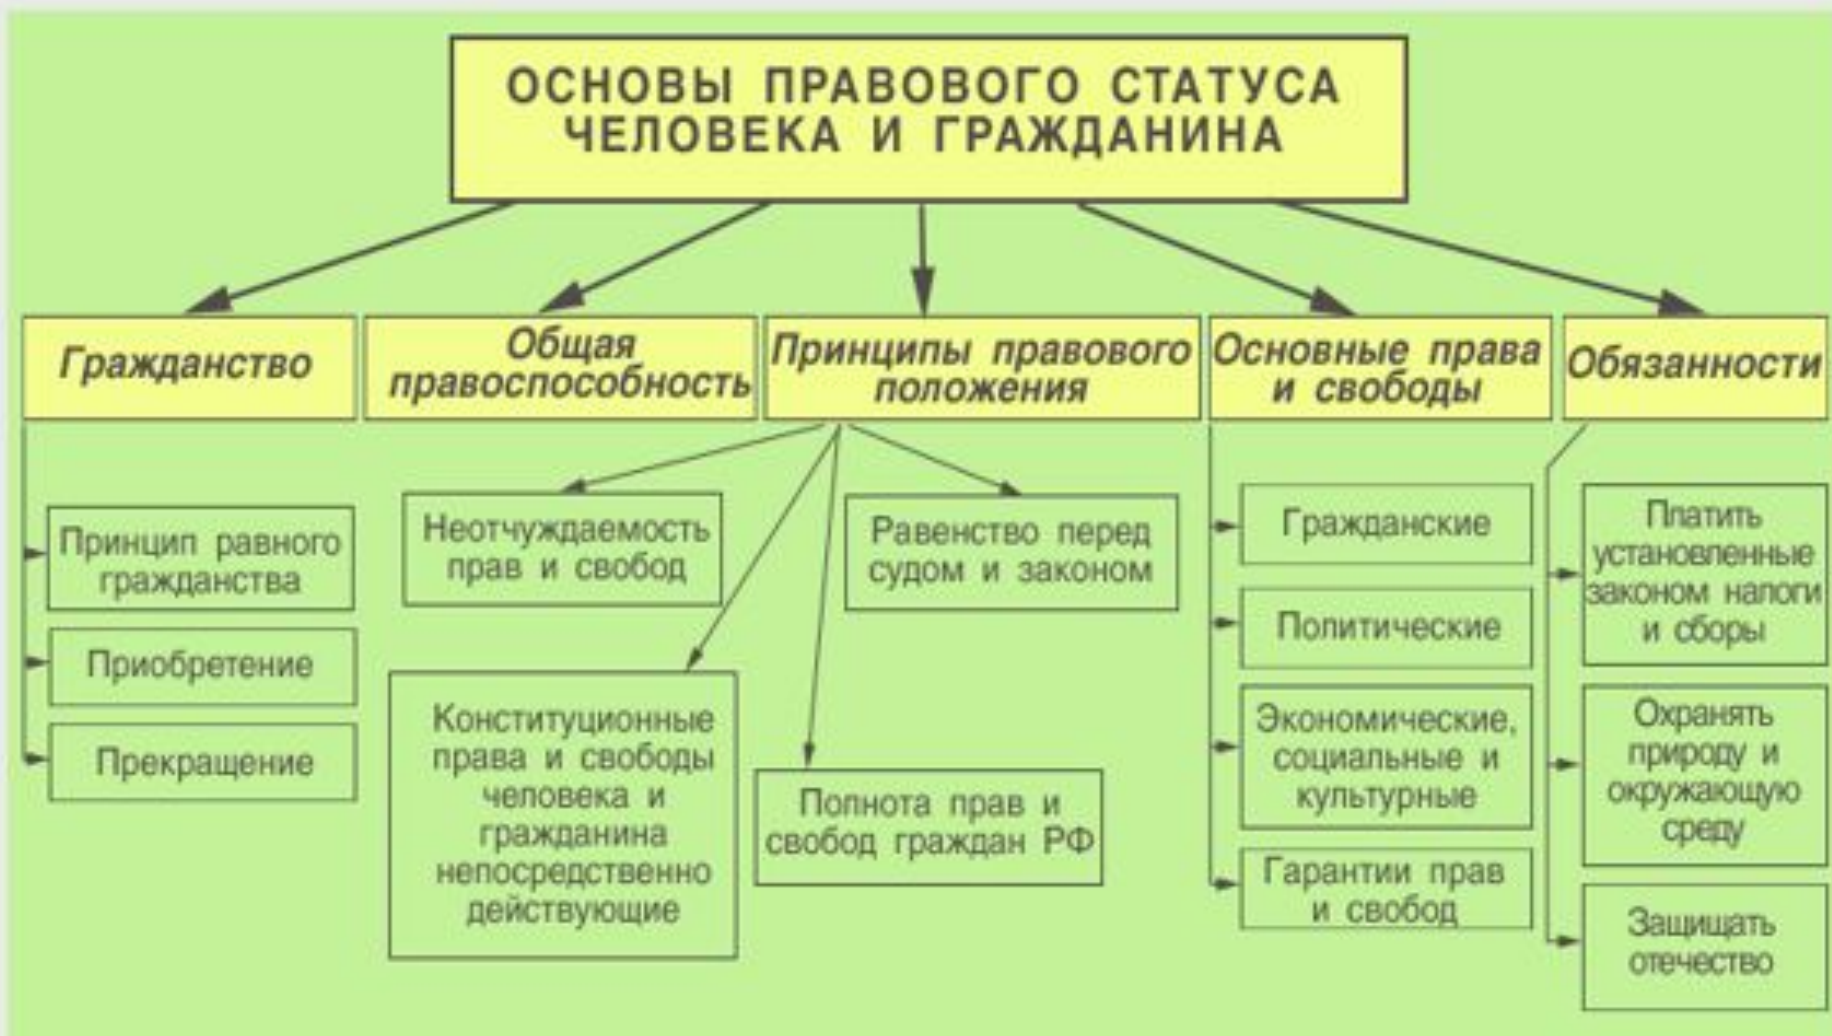 ОСНОВЫ ПРАВОВОГО СТАТУСА
ЧЕЛОВЕКА И ГРАЖДАНИНА
Гражданство
Общая
правоспособность
Принципы правового
положения
Основные права
и свободы
Обязанности
Принцип равного
гражданства
Приобретение
Прекращение
Неотчуждаемость
прав и свобод
Конституционные
права и свободы
человека и
гражданина
непосредственно
действующие
Полнота прав и
свобод граждан РФ
Равенство перед
судом и законом
Гражданские
Политические
Экономические,
социальные и
культурные
Гарантии прав
и свобод
Платить
установленные
законом налоги
и сборы
Охранять
природу и
окружающую
среду
Защищать
отечество